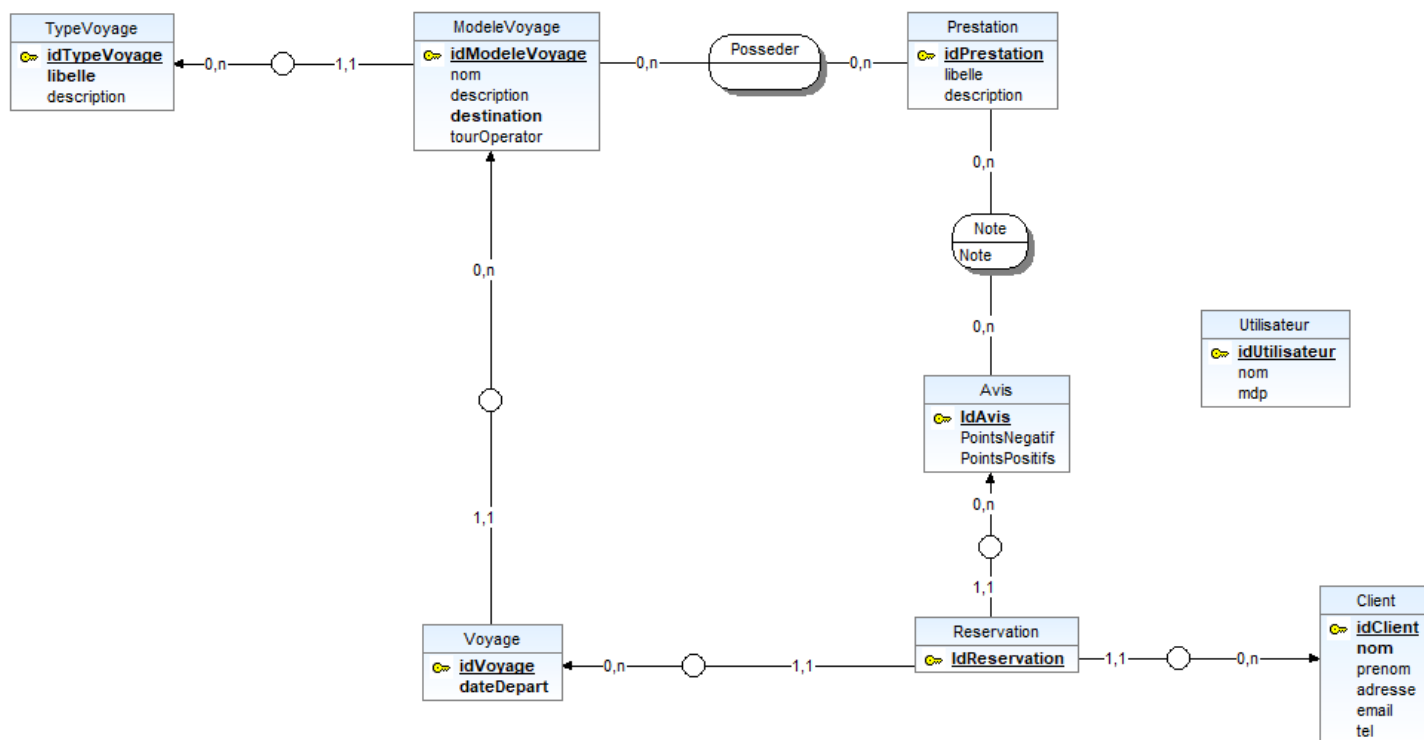 TypeVoyage
idTypeVoyage
libelle
description
0,n
1,1
ModeleVoyage
idModeleVoyage
nom
description
destination
tourOperator
0,n
Posseder
0,n
Prestation
idPrestation
libelle
description
0,n
Note
Note
0,n
Avis
IdAvis
PointsNegatif
PointsPositifs
0,n
1,1
Utilisateur
idUtilisateur
nom
mdp
0,n
1,1
Voyage
idVoyage
dateDepart
0,n
1,1
Reservation
IdReservation
1,1
0,n
Client
idClient
nom
prenom
adresse
email
tel